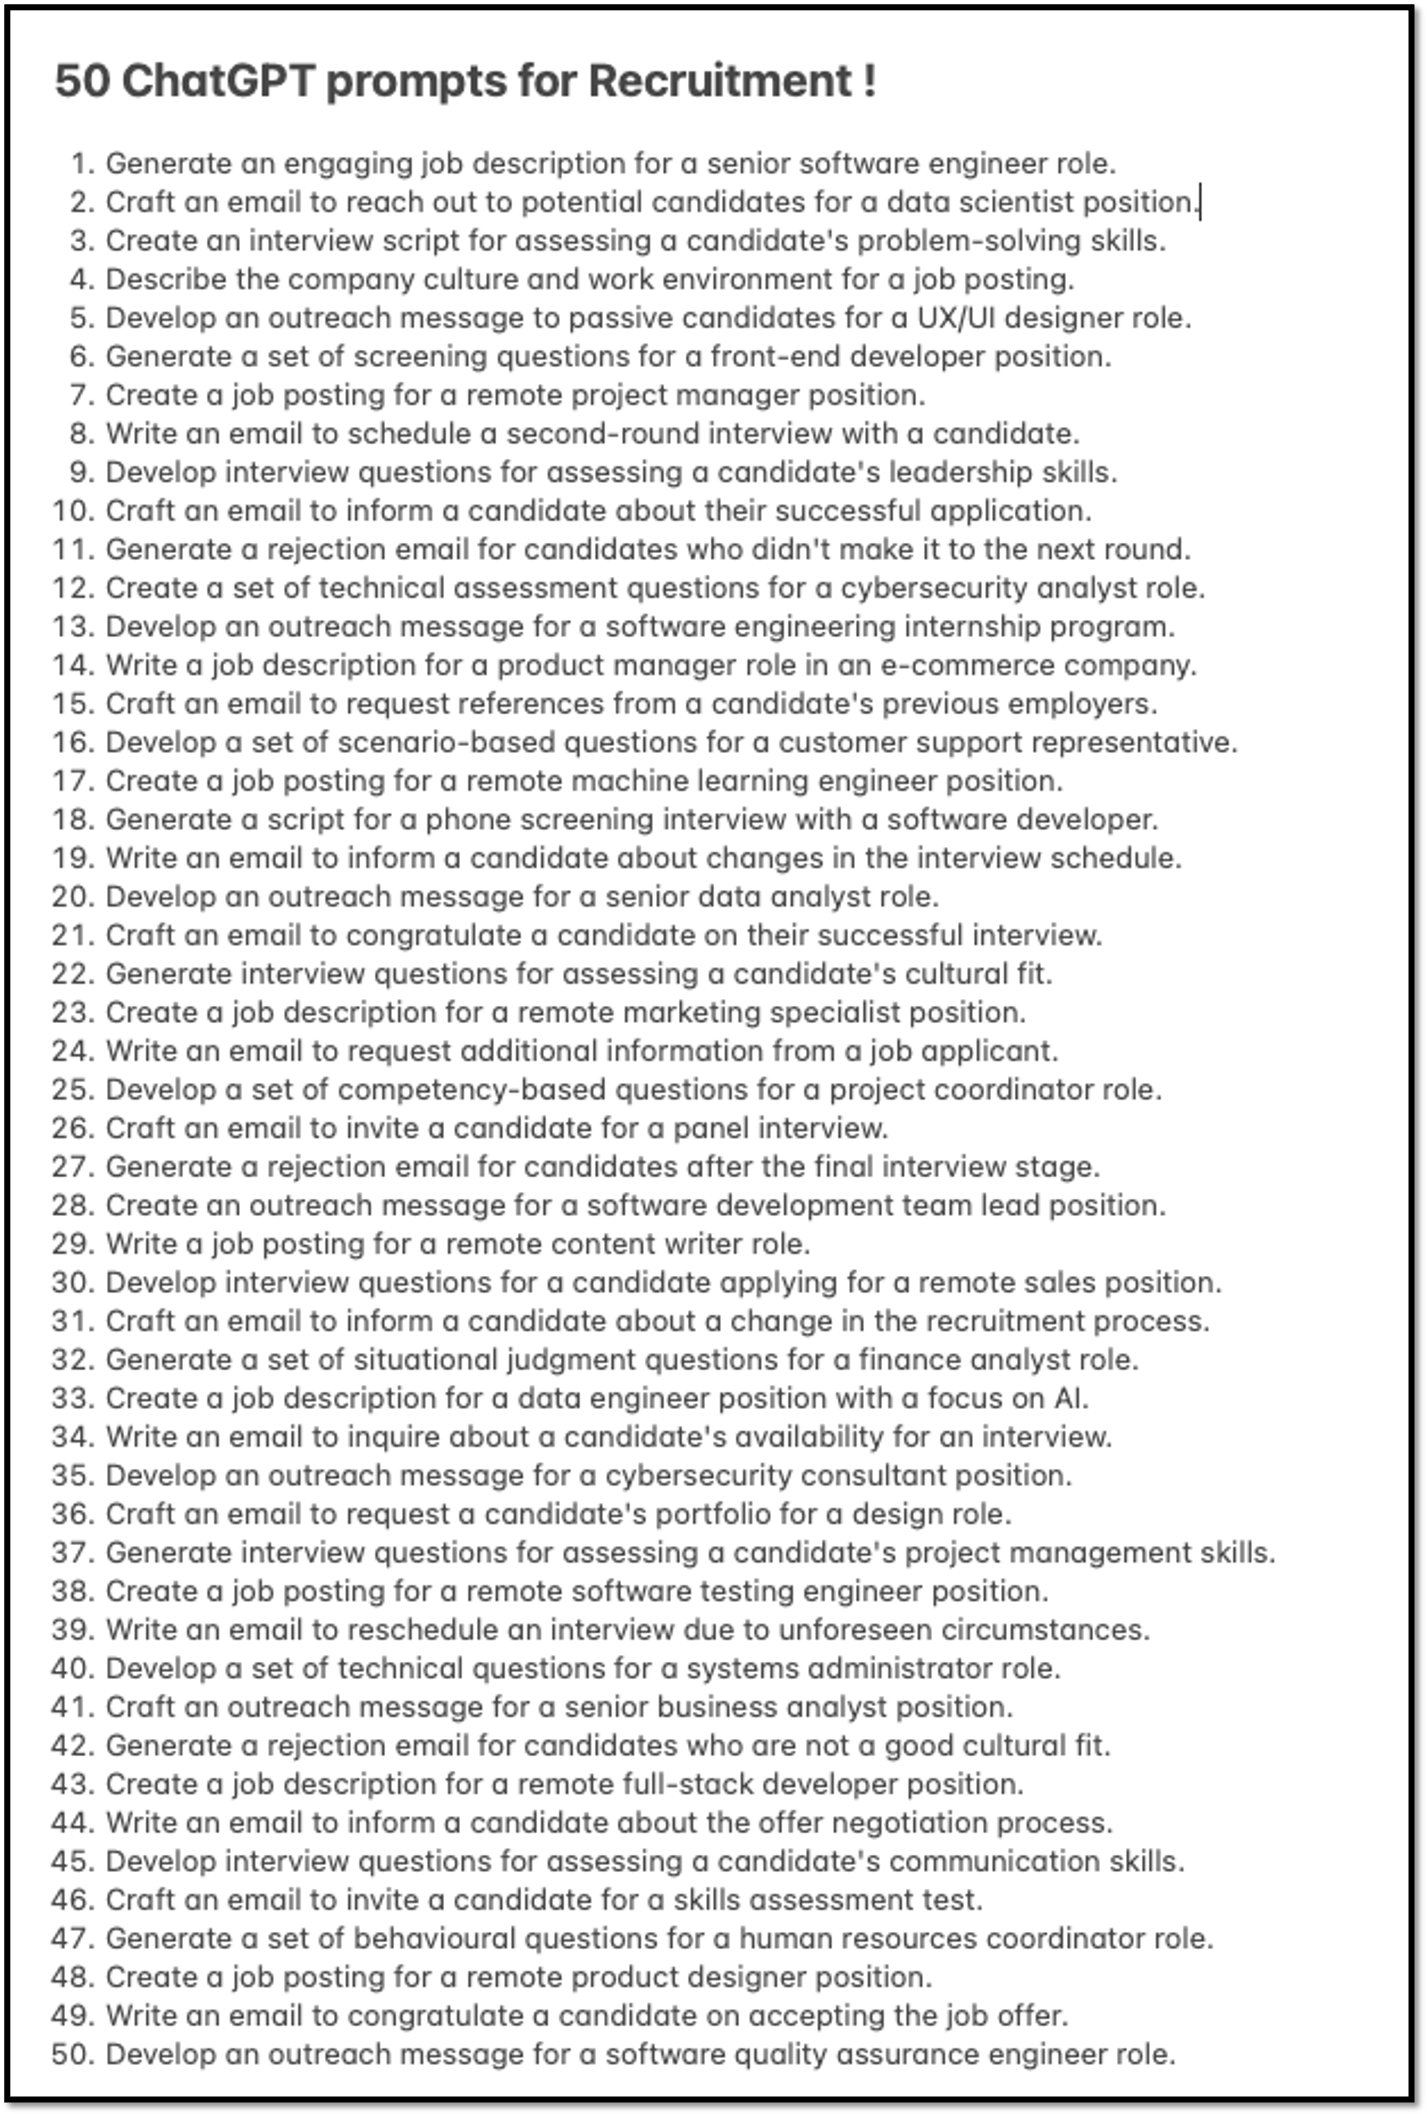 50 ChatGPT prompts for Recruitment !
1. Generate an engaging job description for a senior software engineer role.
2. Craft an email to reach out to potential candidates for a data scientist position.
3. Create an interview script for assessing a candidate's problem-solving skills.
4. Describe the company culture and work environment for a job posting.
5. Develop an outreach message to passive candidates for a UX/UI designer role.
6. Generate a set of screening questions for a front-end developer position.
7. Create a job posting for a remote project manager position.
8. Write an email to schedule a second-round interview with a candidate.
9. Develop interview questions for assessing a candidate's leadership skills.
10. Craft an email to inform a candidate about their successful application.
11. Generate a rejection email for candidates who didn't make it to the next round.
12. Create a set of technical assessment questions for a cybersecurity analyst role.
13. Develop an outreach message for a software engineering internship program.
14. Write a job description for a product manager role in an e-commerce company.
15. Craft an email to request references from a candidate's previous employers.
16. Develop a set of scenario-based questions for a customer support representative.
17. Create a job posting for a remote machine learning engineer position.
18. Generate a script for a phone screening interview with a software developer.
19. Write an email to inform a candidate about changes in the interview schedule.
20. Develop an outreach message for a senior data analyst role.
21. Craft an email to congratulate a candidate on their successful interview.
22. Generate interview questions for assessing a candidate's cultural fit.
23. Create a job description for a remote marketing specialist position.
24. Write an email to request additional information from a job applicant.
25. Develop a set of competency-based questions for a project coordinator role.
26. Craft an email to invite a candidate for a panel interview.
27. Generate a rejection email for candidates after the final interview stage.
28. Create an outreach message for a software development team lead position.
29. Write a job posting for a remote content writer role.
30. Develop interview questions for a candidate applying for a remote sales position.
31. Craft an email to inform a candidate about a change in the recruitment process.
32. Generate a set of situational judgment questions for a finance analyst role.
33. Create a job description for a data engineer position with a focus on AI.
34. Write an email to inquire about a candidate's availability for an interview.
35. Develop an outreach message for a cybersecurity consultant position.
36. Craft an email to request a candidate's portfolio for a design role.
37. Generate interview questions for assessing a candidate's project management skills.
38. Create a job posting for a remote software testing engineer position.
39. Write an email to reschedule an interview due to unforeseen circumstances.
40. Develop a set of technical questions for a systems administrator role.
41. Craft an outreach message for a senior business analyst position.
42. Generate a rejection email for candidates who are not a good cultural fit.
43. Create a job description for a remote full-stack developer position.
44. Write an email to inform a candidate about the offer negotiation process.
45. Develop interview questions for assessing a candidate's communication skills.
46. Craft an email to invite a candidate for a skills assessment test.
47. Generate a set of behavioural questions for a human resources coordinator role.
48. Create a job posting for a remote product designer position.
49. Write an email to congratulate a candidate on accepting the job offer.
50. Develop an outreach message for a software quality assurance engineer role.